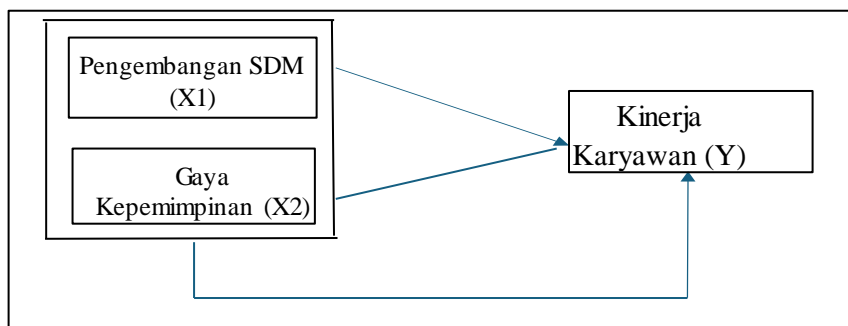 Pengembangan SDM
(X1)
Gaya
Kepemimpinan (X2)
Kinerja
Karyawan (Y)